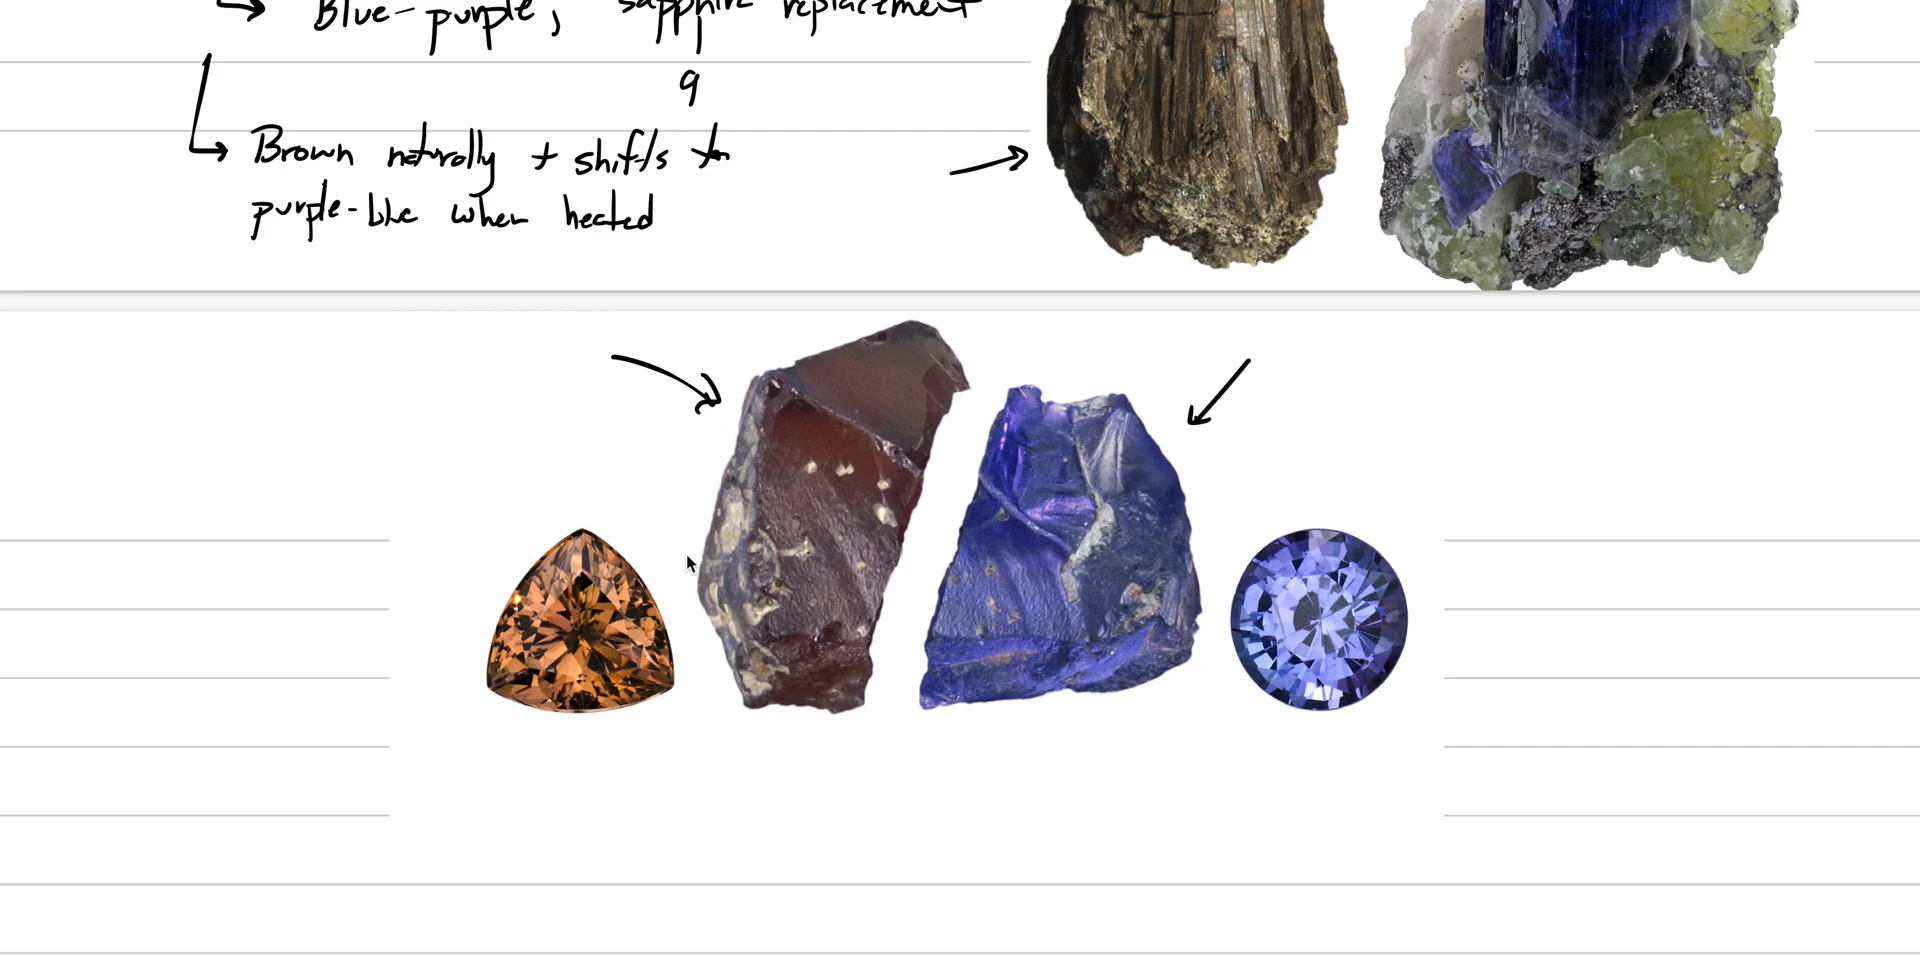 Blue-purple, sapphire replacement
9
Brown naturally + shifts to
purple-blue when heated